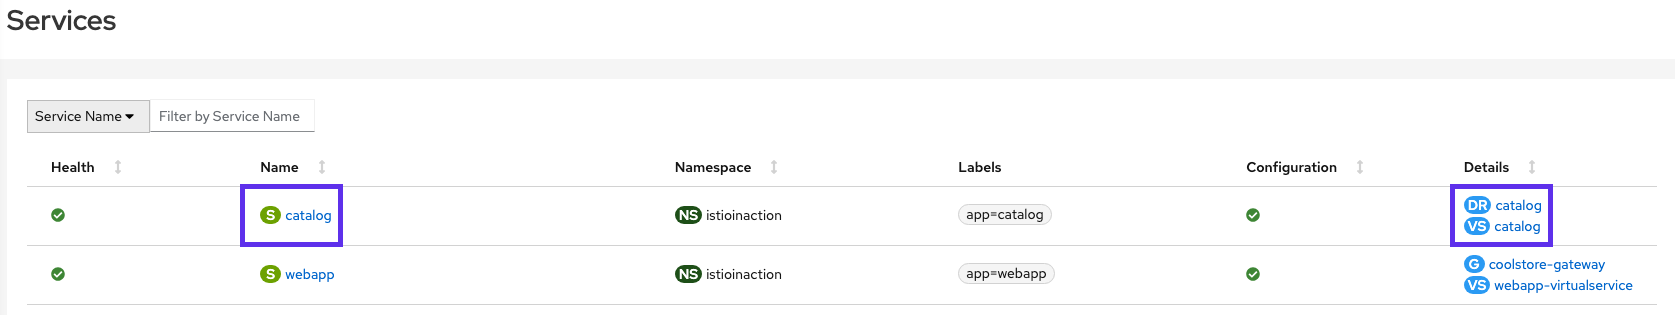 Services
Service Name Filter by Service Name
Health Name Namespace Labels Configuration Details
S catalog NS istioinaction app=catalog DR catalog
VS catalog
S webapp NS istioinaction app=webapp G coolstore-gateway
VS webapp-virtualservice